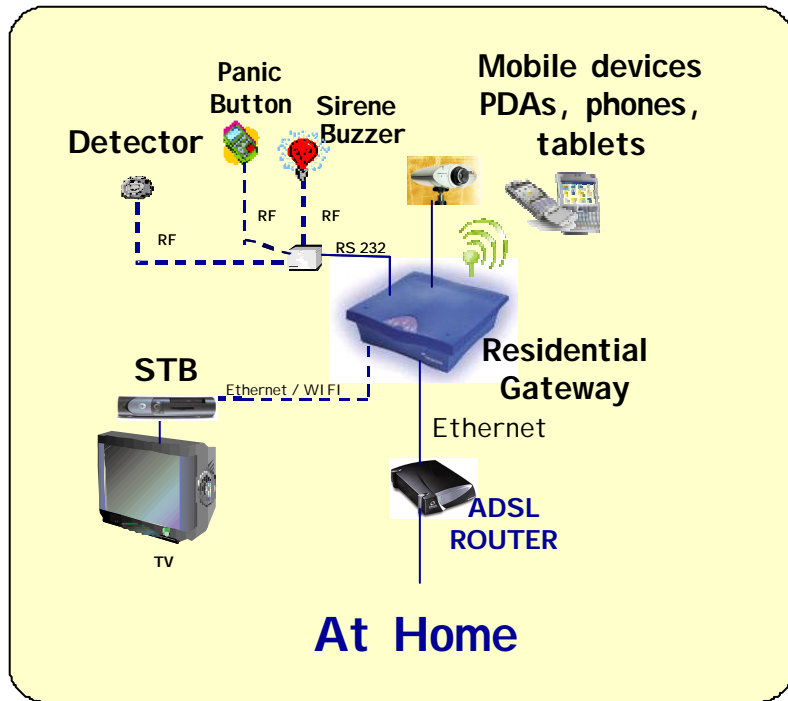 Panic
Button
Sirene
Buzzer
Detector
Mobile devices
PDAs, phones,
tablets
RF
RF
RF
RS 232
Residential
Gateway
STB
Ethernet / WIFI
Ethernet
ADSL
ROUTER
TV
At Home